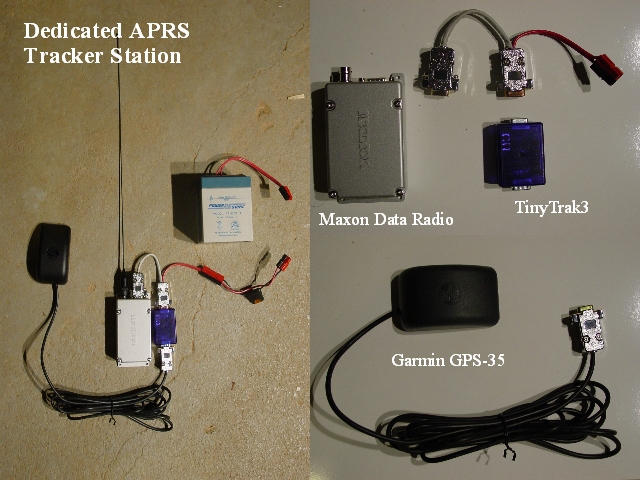 Dedicated APRS
Tracker Station
Maxon Data Radio
TinyTrak3
Garmin GPS-35